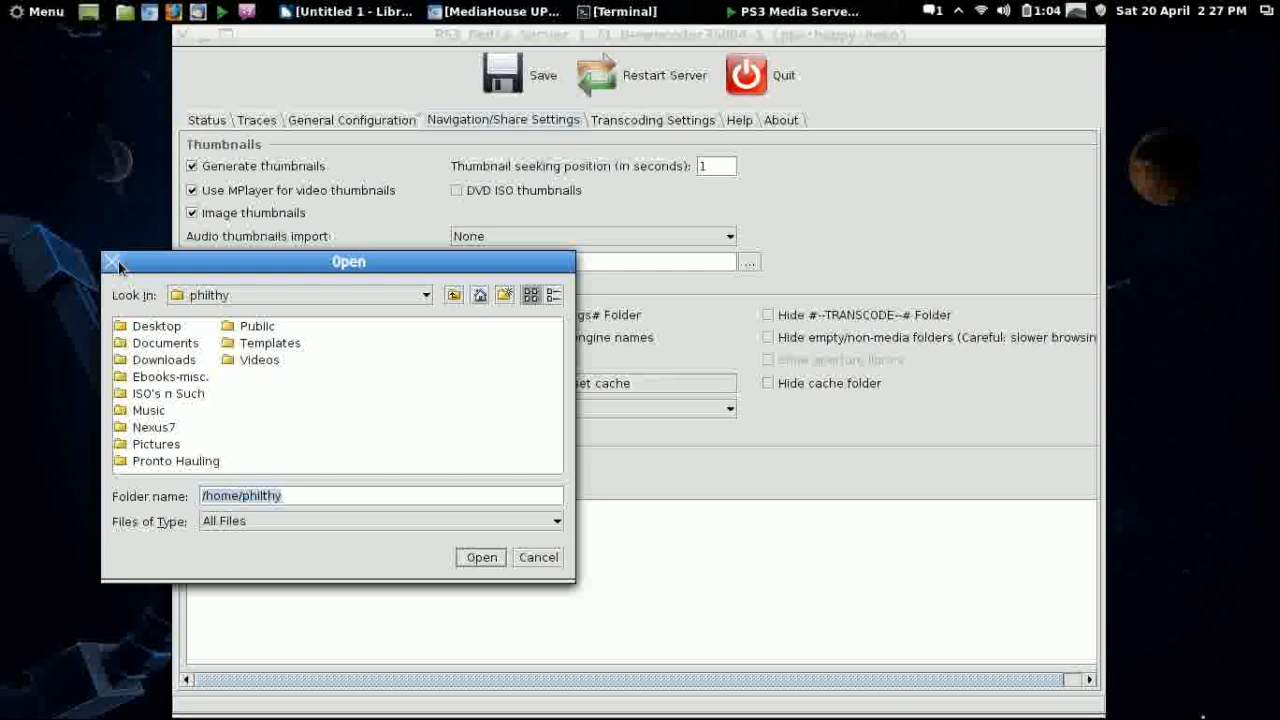 Menu [Untitled 1 - Libr... [MediaHouse UP... [Terminal] PS3 Media Serve... 1 1:04 Sat 20 April 2:27 PM
Save Restart Server Quit
Status Traces General Configuration Navigation/Share Settings Transcoding Settings Help About
Thumbnails
Generate thumbnails Thumbnail seeking position (in seconds): 1
Use MPlayer for video thumbnails DVD ISO thumbnails
Image thumbnails
Audio thumbnails import: None
...
Open
Look In: philthy
Desktop Public
Documents Templates
Downloads Videos
Ebooks-misc.
ISO's n Such
Music
Nexus7
Pictures
Pronto Hauling
Folder name: /home/philthy
Files of Type: All Files
Open Cancel
gs# Folder Hide #--TRANSCODE--# Folder
ngine names Hide empty/non-media folders (Careful: slower browsin
set cache Hide cache folder